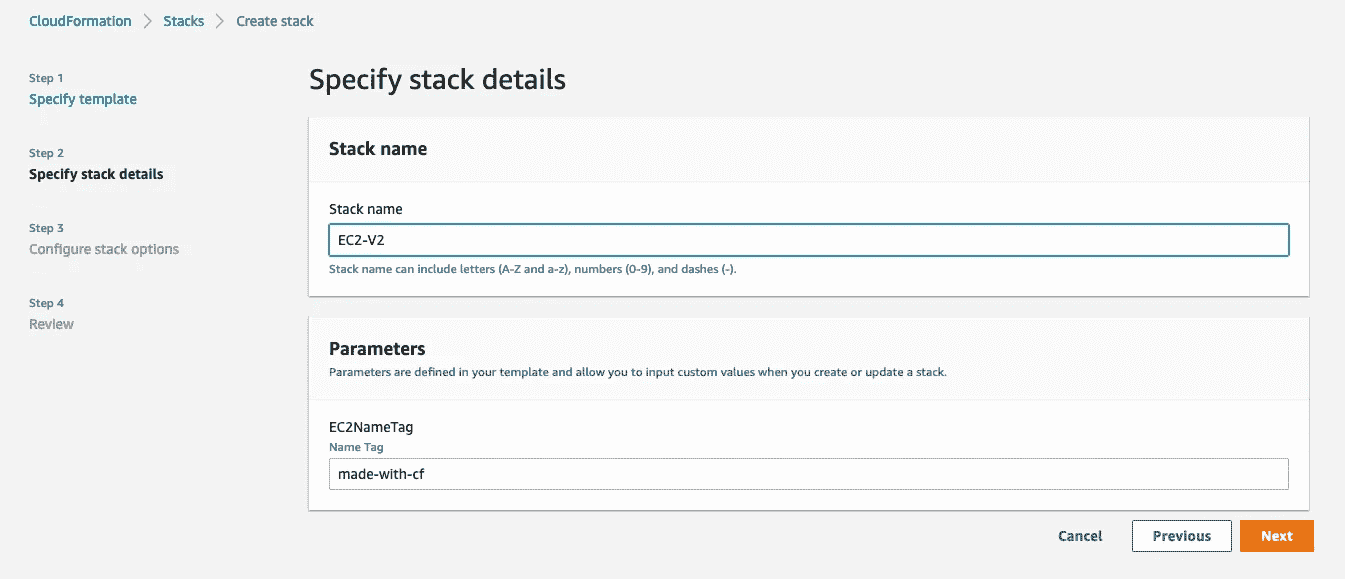 CloudFormation > Stacks > Create stack
Step 1
Specify template
Step 2
Specify stack details
Step 3
Configure stack options
Step 4
Review
Specify stack details
Stack name
Stack name
EC2-V2
Stack name can include letters (A-Z and a-z), numbers (0-9), and dashes (-).
Parameters
Parameters are defined in your template and allow you to input custom values when you create or update a stack.
EC2NameTag
Name Tag
made-with-cf
Cancel Previous Next